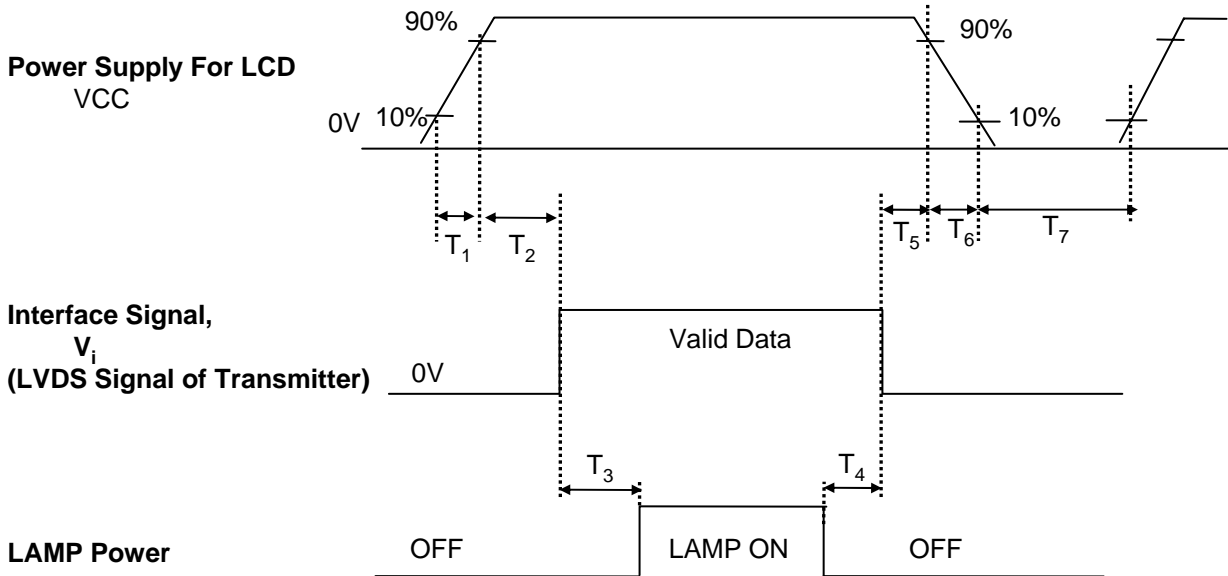 90%
90%
Power Supply For LCD
VCC
0V
10%
10%
T1
T2
T5
T6
T7
Interface Signal,
Vi
(LVDS Signal of Transmitter)
0V
Valid Data
T3
T4
LAMP Power
OFF
LAMP ON
OFF